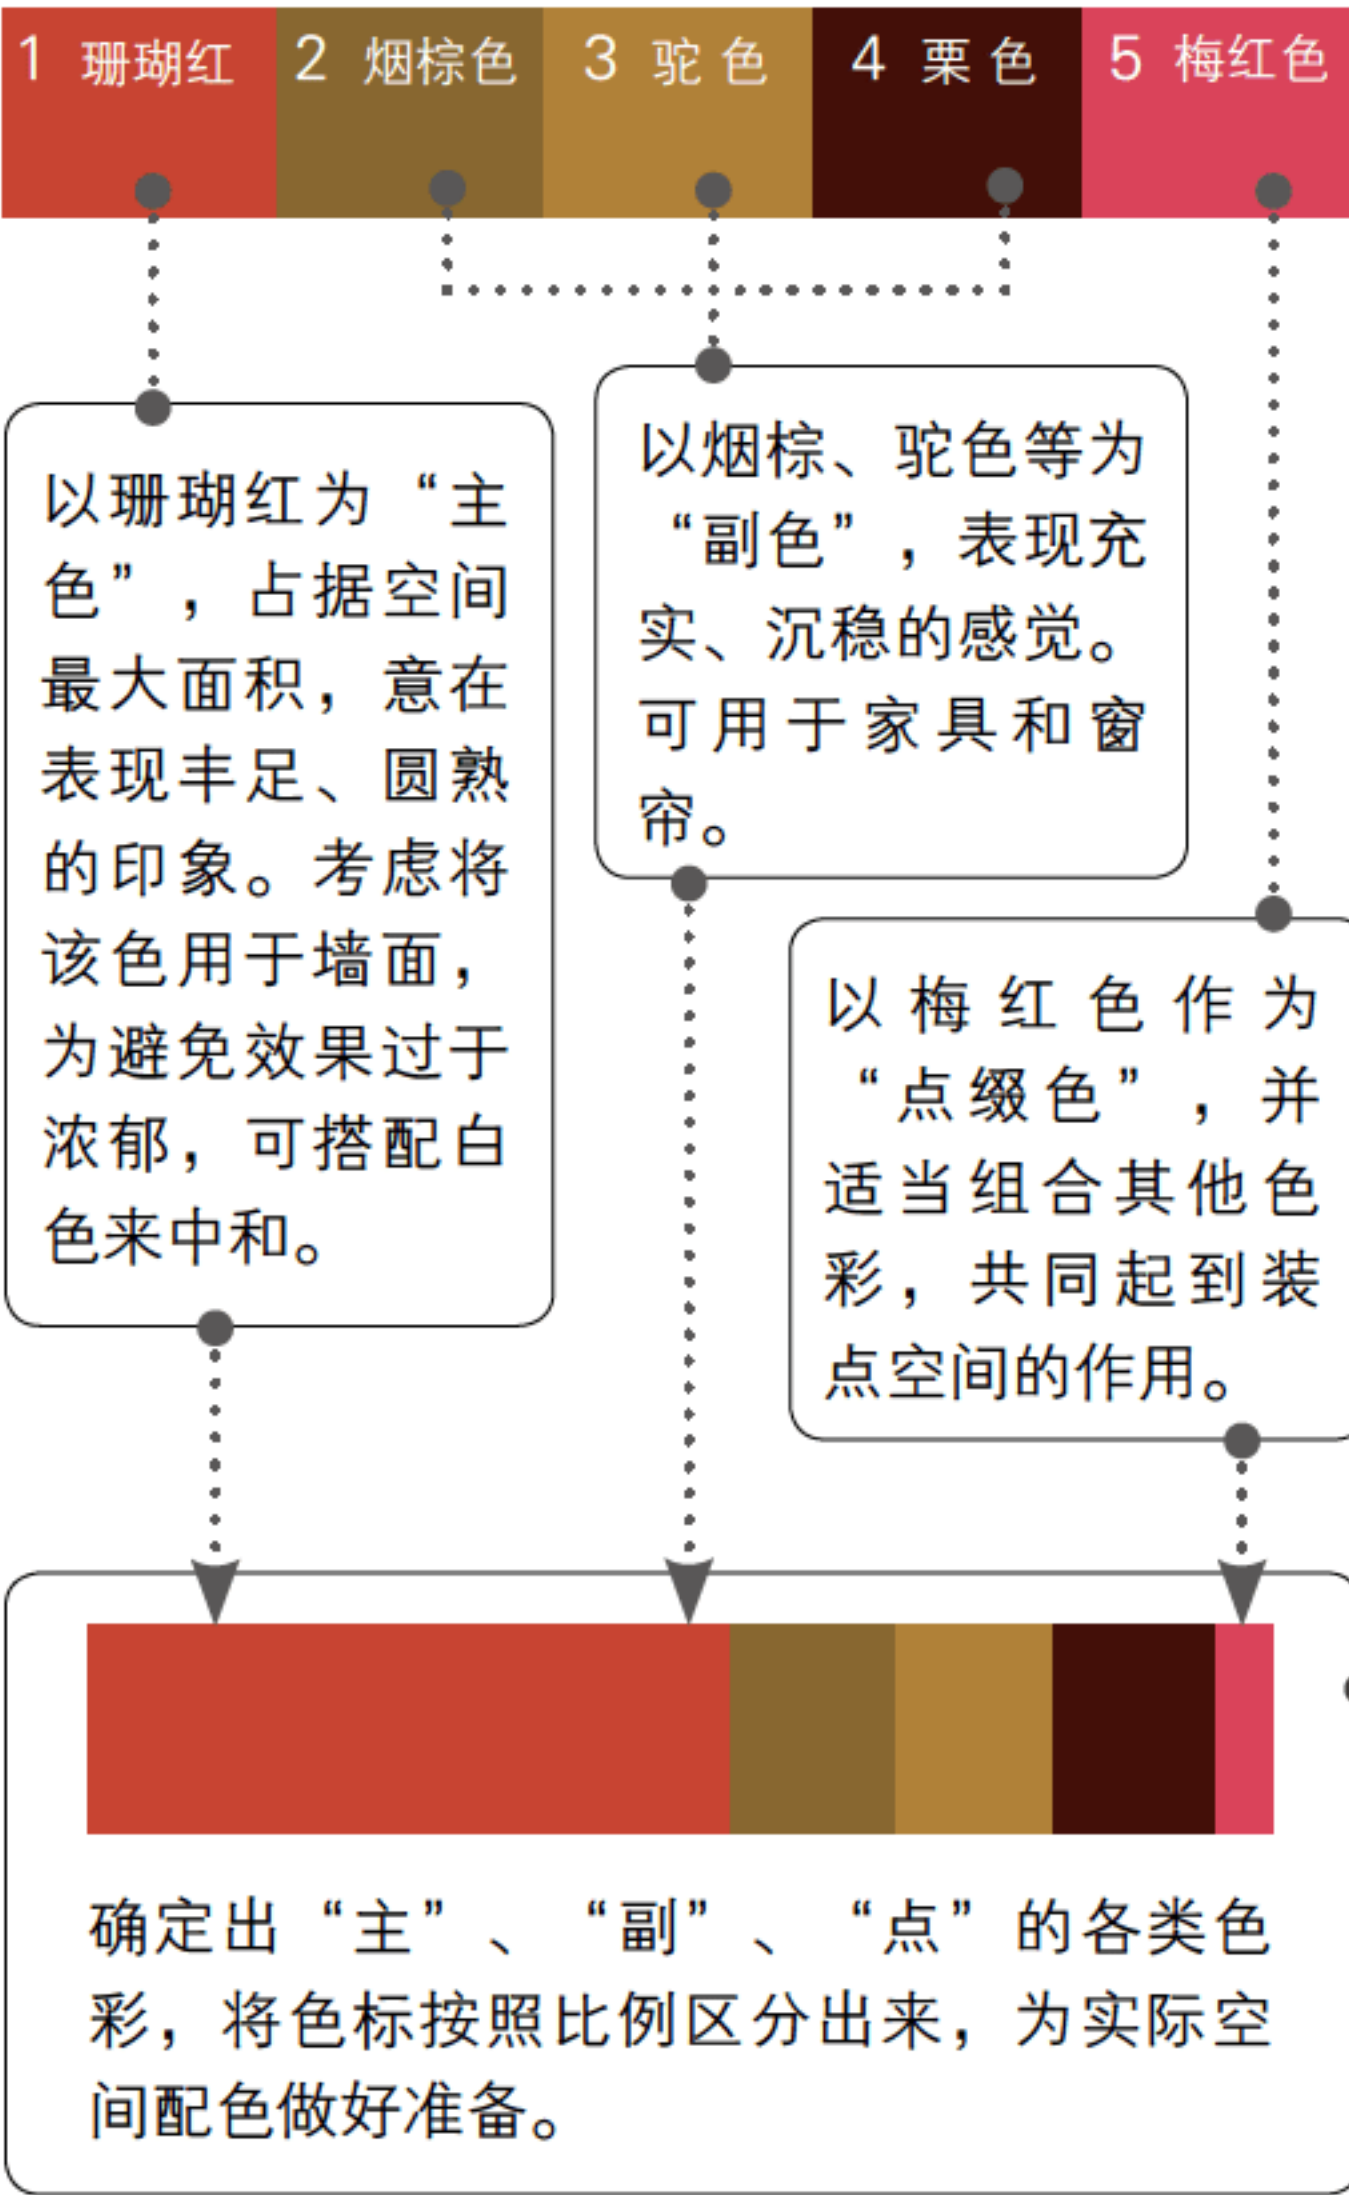 1 珊瑚红 2 烟棕色 3 驼色 4 栗色 5 梅红色
以珊瑚红为“主
色”，占据空间
最大面积，意在
表现丰足、圆熟
的印象。考虑将
该色用于墙面，
为避免效果过于
浓郁，可搭配白
色来中和。
以烟棕、驼色等为
“副色”，表现充
实、沉稳的感觉。
可用于家具和窗
帘。
以梅红色作为
“点缀色”，并
适当组合其他色
彩，共同起到装
点空间的作用。
确定出“主”、“副”、“点”的各类色
彩，将色标按照比例区分出来，为实际空
间配色做好准备。